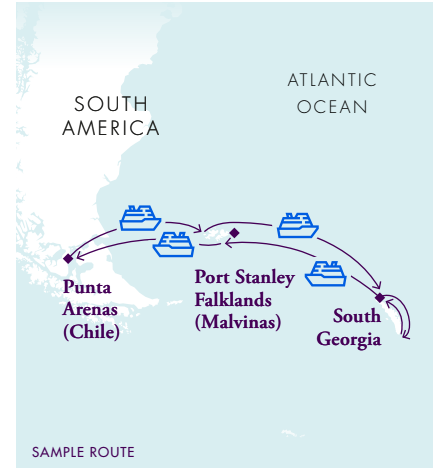 SOUTH
AMERICA
ATLANTIC
OCEAN
Punta
Arenas
(Chile)
Port Stanley
Falklands
(Malvinas)
South
Georgia
SAMPLE ROUTE